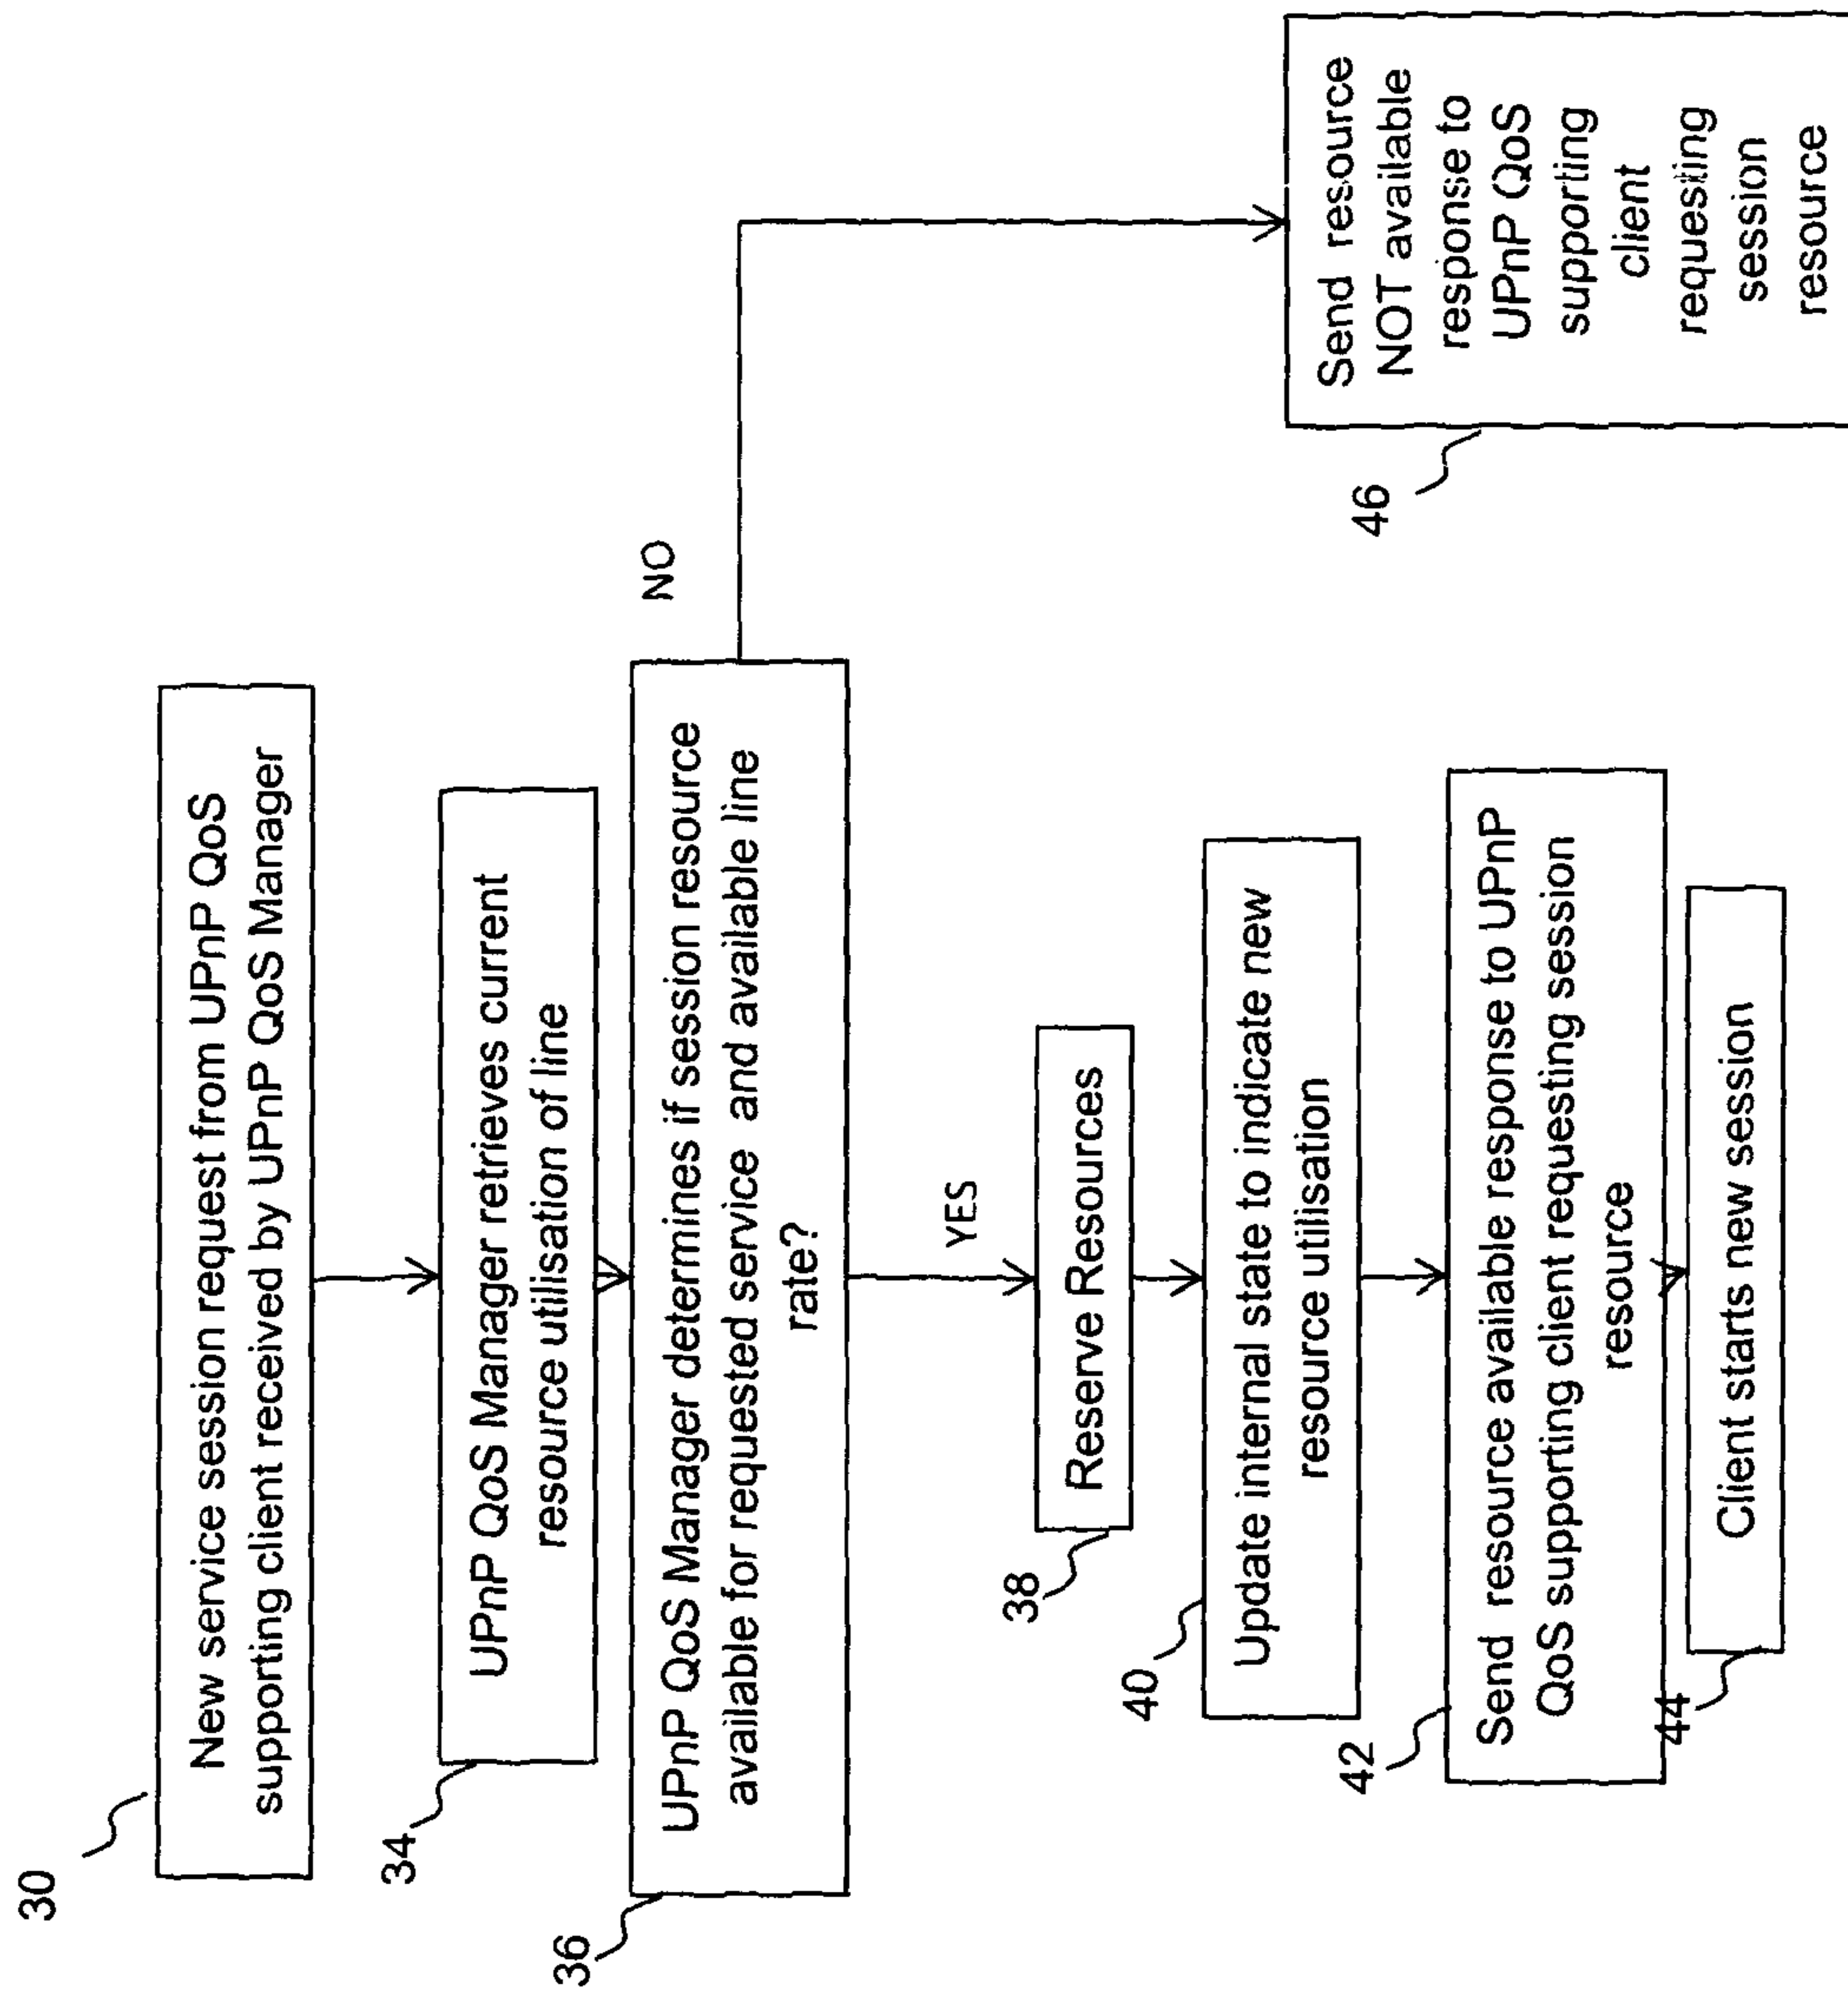 30
New service session request from UPnP QoS
supporting client received by UPnP QoS Manager
34
UPnP QoS Manager retrieves current
resource utilisation of line
36
UPnP QoS Manager determines if session resource
available for requested service and available line
rate?
NO
YES
38
Reserve Resources
40
Update internal state to indicate new
resource utilisation
42
Send resource available response to UPnP
QoS supporting client requesting session
resource
44
Client starts new session
46
Send resource
NOT available
response to
UPnP QoS
supporting
client
requesting
session
resource